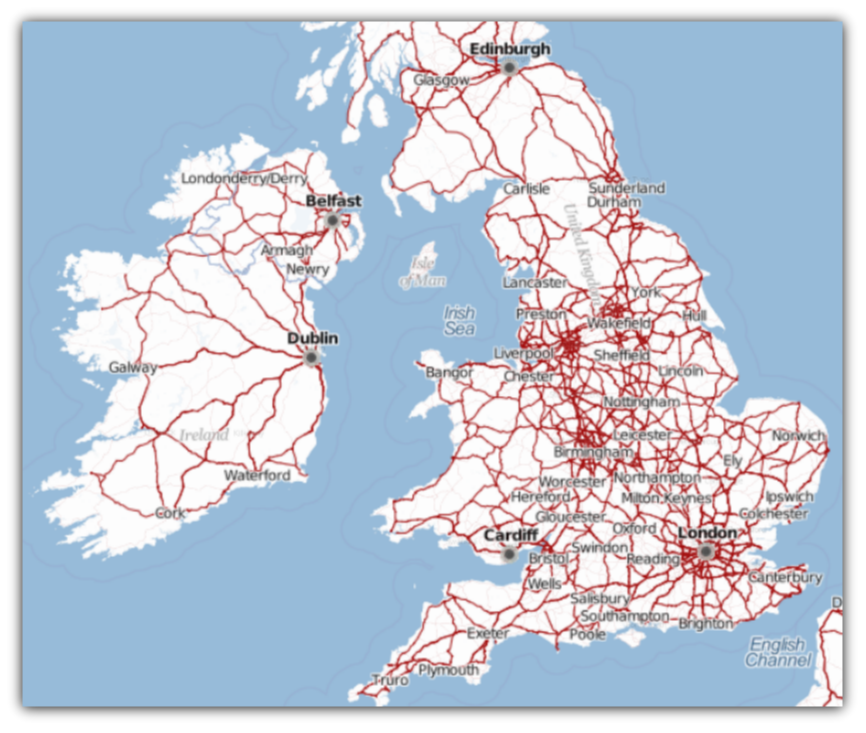 Edinburgh
Glasgow
Londonderry/Derry
Carlisle
Sunderland
Durham
Belfast
United Kingdom
Armagh
Isle
of Man
Newry
Lancaster
York
Irish
Sea
Preston
Hull
Wakefield
Dublin
Liverpool
Sheffield
Galway
Bangor
Chester
Lincoln
Nottingham
Ireland
Leicester
Norwich
Birmingham
Ely
Waterford
Worcester
Northampton
Hereford
Milton Keynes
Ipswich
Cork
Gloucester
Colchester
Oxford
Cardiff
London
Swindon
Bristol
Reading
Wells
Canterbury
Salisbury
Southampton
Brighton
Exeter
Poole
English
Channel
Plymouth
Truro
D